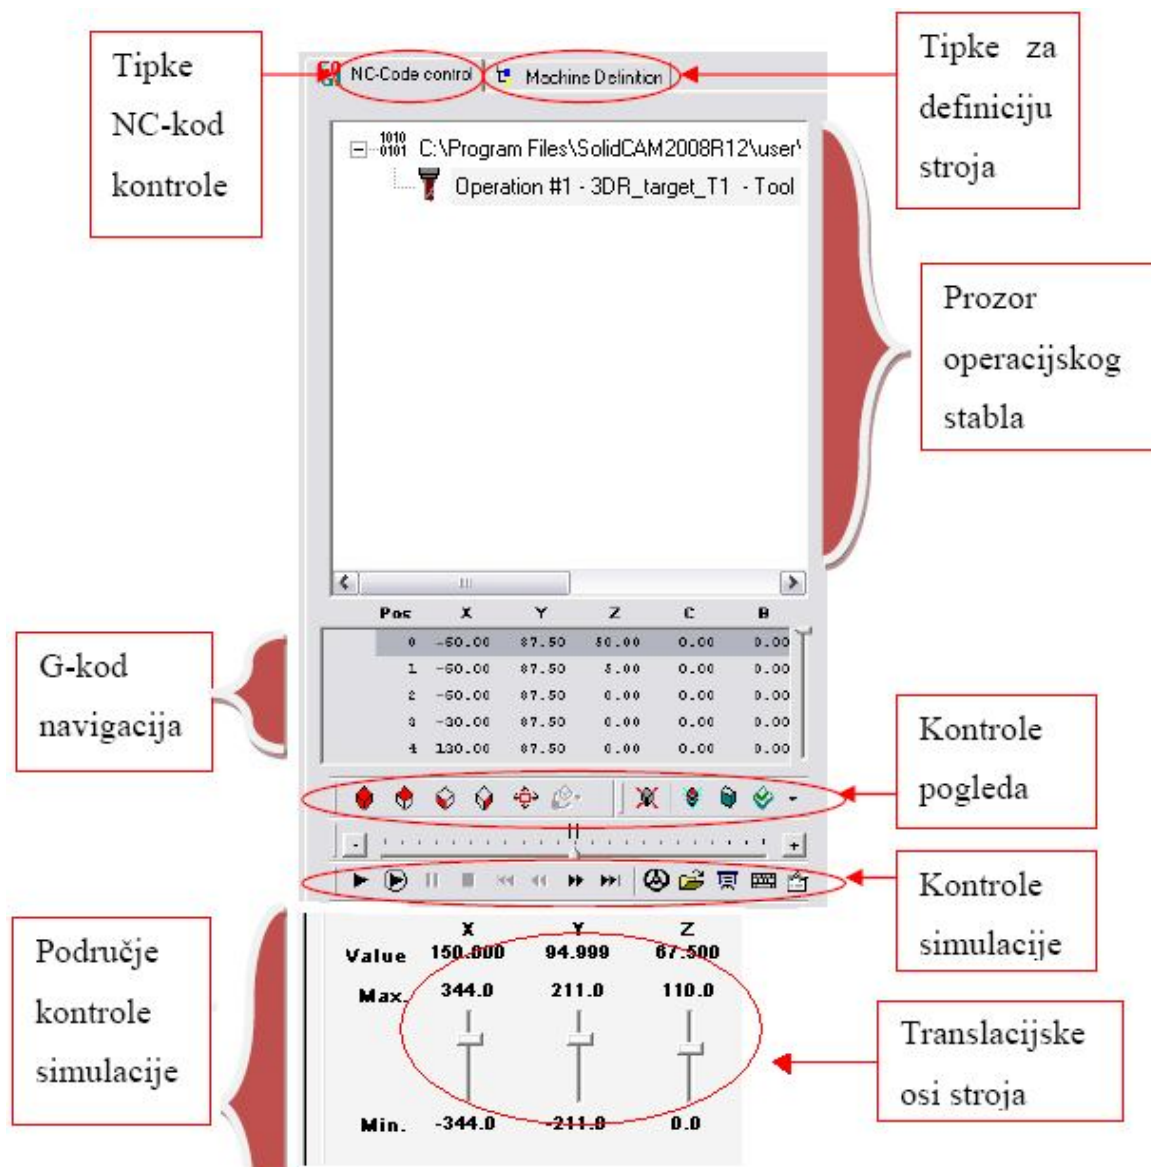 Tipke
NC-kod
kontrole
NC-Code control
Machine Definition
Tipke za
definiciju
stroja
1010
0101
C:\Program Files\SolidCAM2008R12\user\
Operation #1 - 3DR_target_T1 - Tool
Prozor
operacijskog
stabla
Pos X Y Z C B
0 -60.00 87.50 50.00 0.00 0.00
1 -60.00 87.50 5.00 0.00 0.00
2 -60.00 87.50 0.00 0.00 0.00
3 -30.00 87.50 0.00 0.00 0.00
4 130.00 87.50 0.00 0.00 0.00
G-kod
navigacija
Kontrole
pogleda
- +
Kontrole
simulacije
Područje
kontrole
simulacije
X Y Z
Value 150.000 94.999 67.500
Max. 344.0 211.0 110.0
Min. -344.0 -211.0 0.0
Translacijske
osi stroja